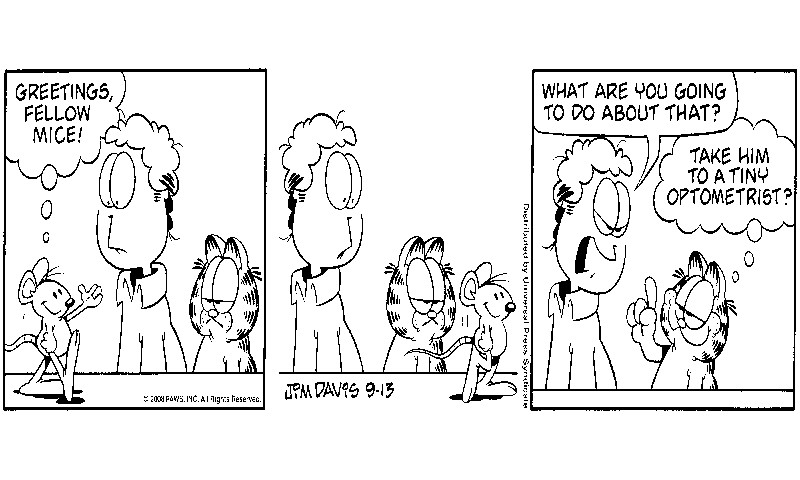 GREETINGS,
FELLOW
MICE!
© 2008 PAWS, INC. All Rights Reserved.
JIM DAVIS 9-13
Distributed by Universal Press Syndicate
WHAT ARE YOU GOING
TO DO ABOUT THAT?
TAKE HIM
TO A TINY
OPTOMETRIST?